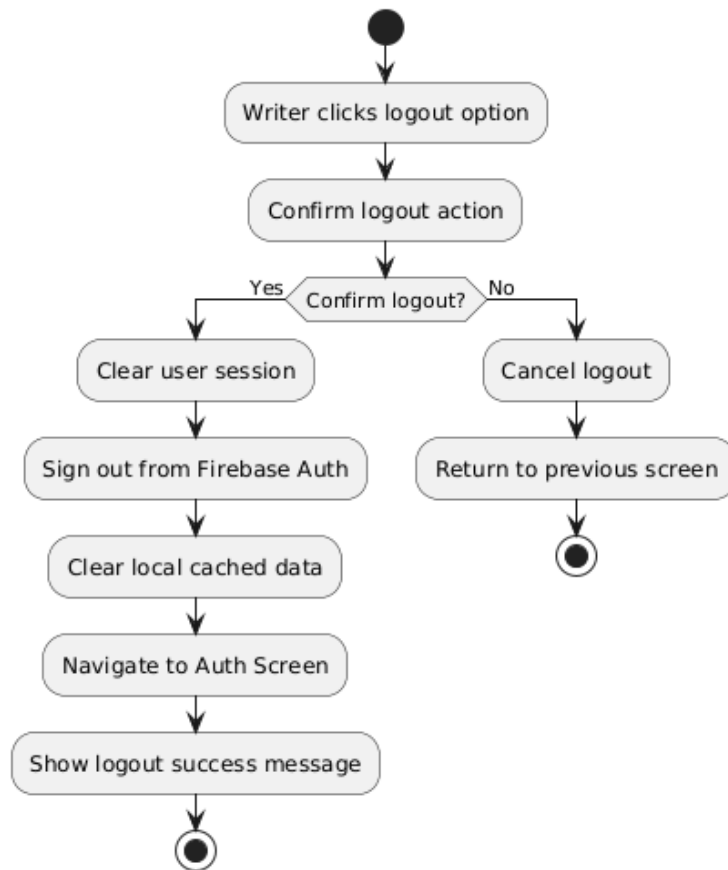 Writer clicks logout option
Confirm logout action
Yes
Confirm logout?
No
Clear user session
Cancel logout
Sign out from Firebase Auth
Return to previous screen
Clear local cached data
Navigate to Auth Screen
Show logout success message